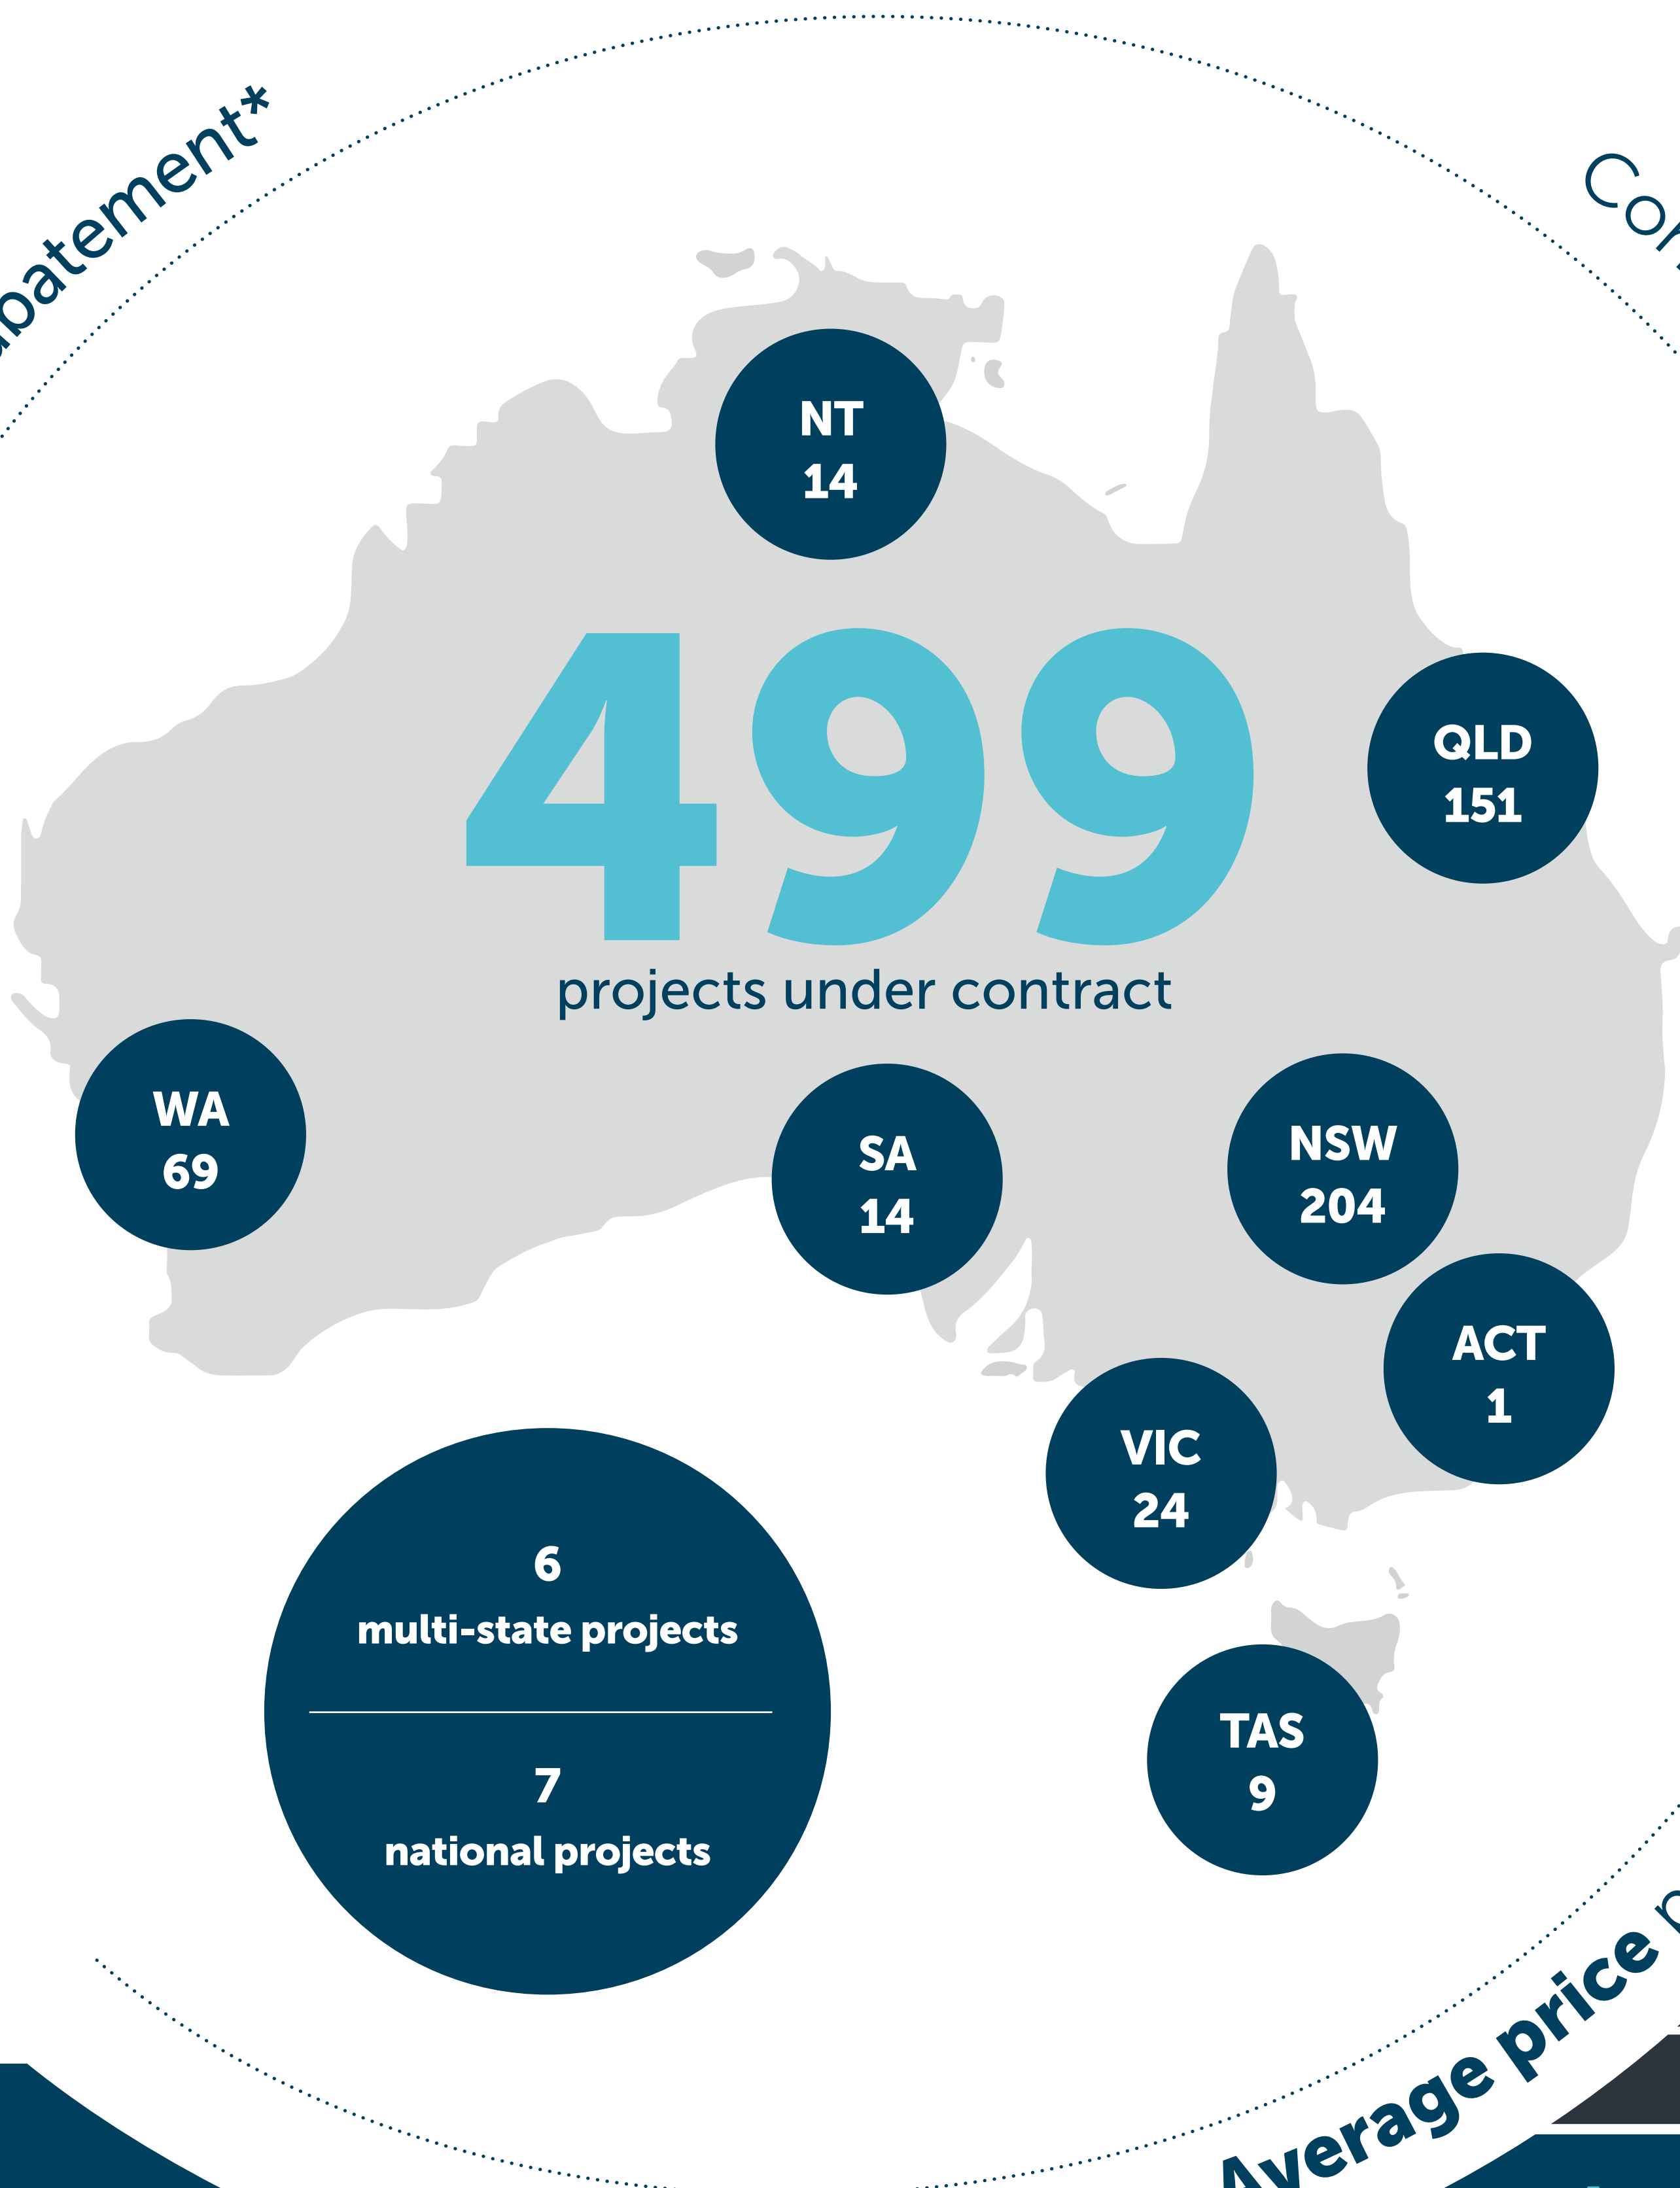 batement*
NT
14
499
projects under contract
QLD
151
WA
69
SA
14
NSW
204
ACT
1
VIC
24
6
multi-state projects
7
national projects
TAS
9
Average price